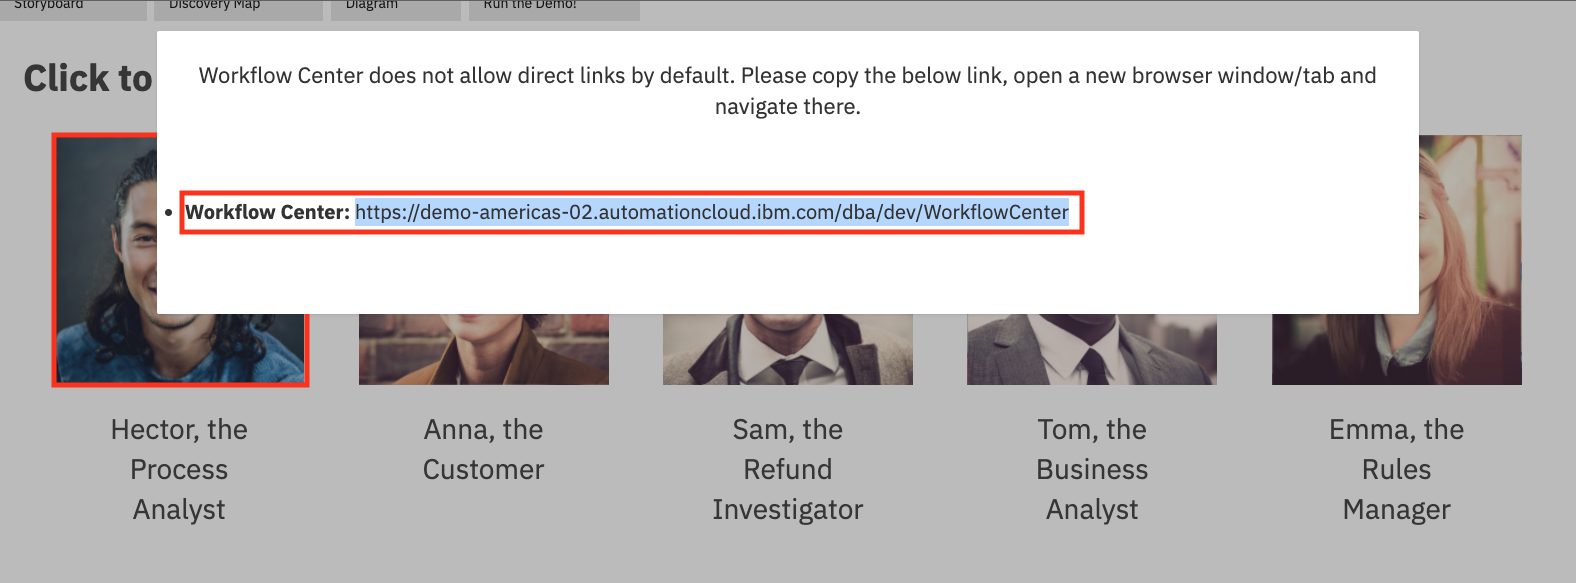 Storyboard
Discovery Map
Diagram
Run the Demo!
Click to
Workflow Center does not allow direct links by default. Please copy the below link, open a new browser window/tab and
navigate there.
• Workflow Center: https://demo-americas-02.automationcloud.ibm.com/dba/dev/WorkflowCenter
Hector, the
Process
Analyst
Anna, the
Customer
Sam, the
Refund
Investigator
Tom, the
Business
Analyst
Emma, the
Rules
Manager